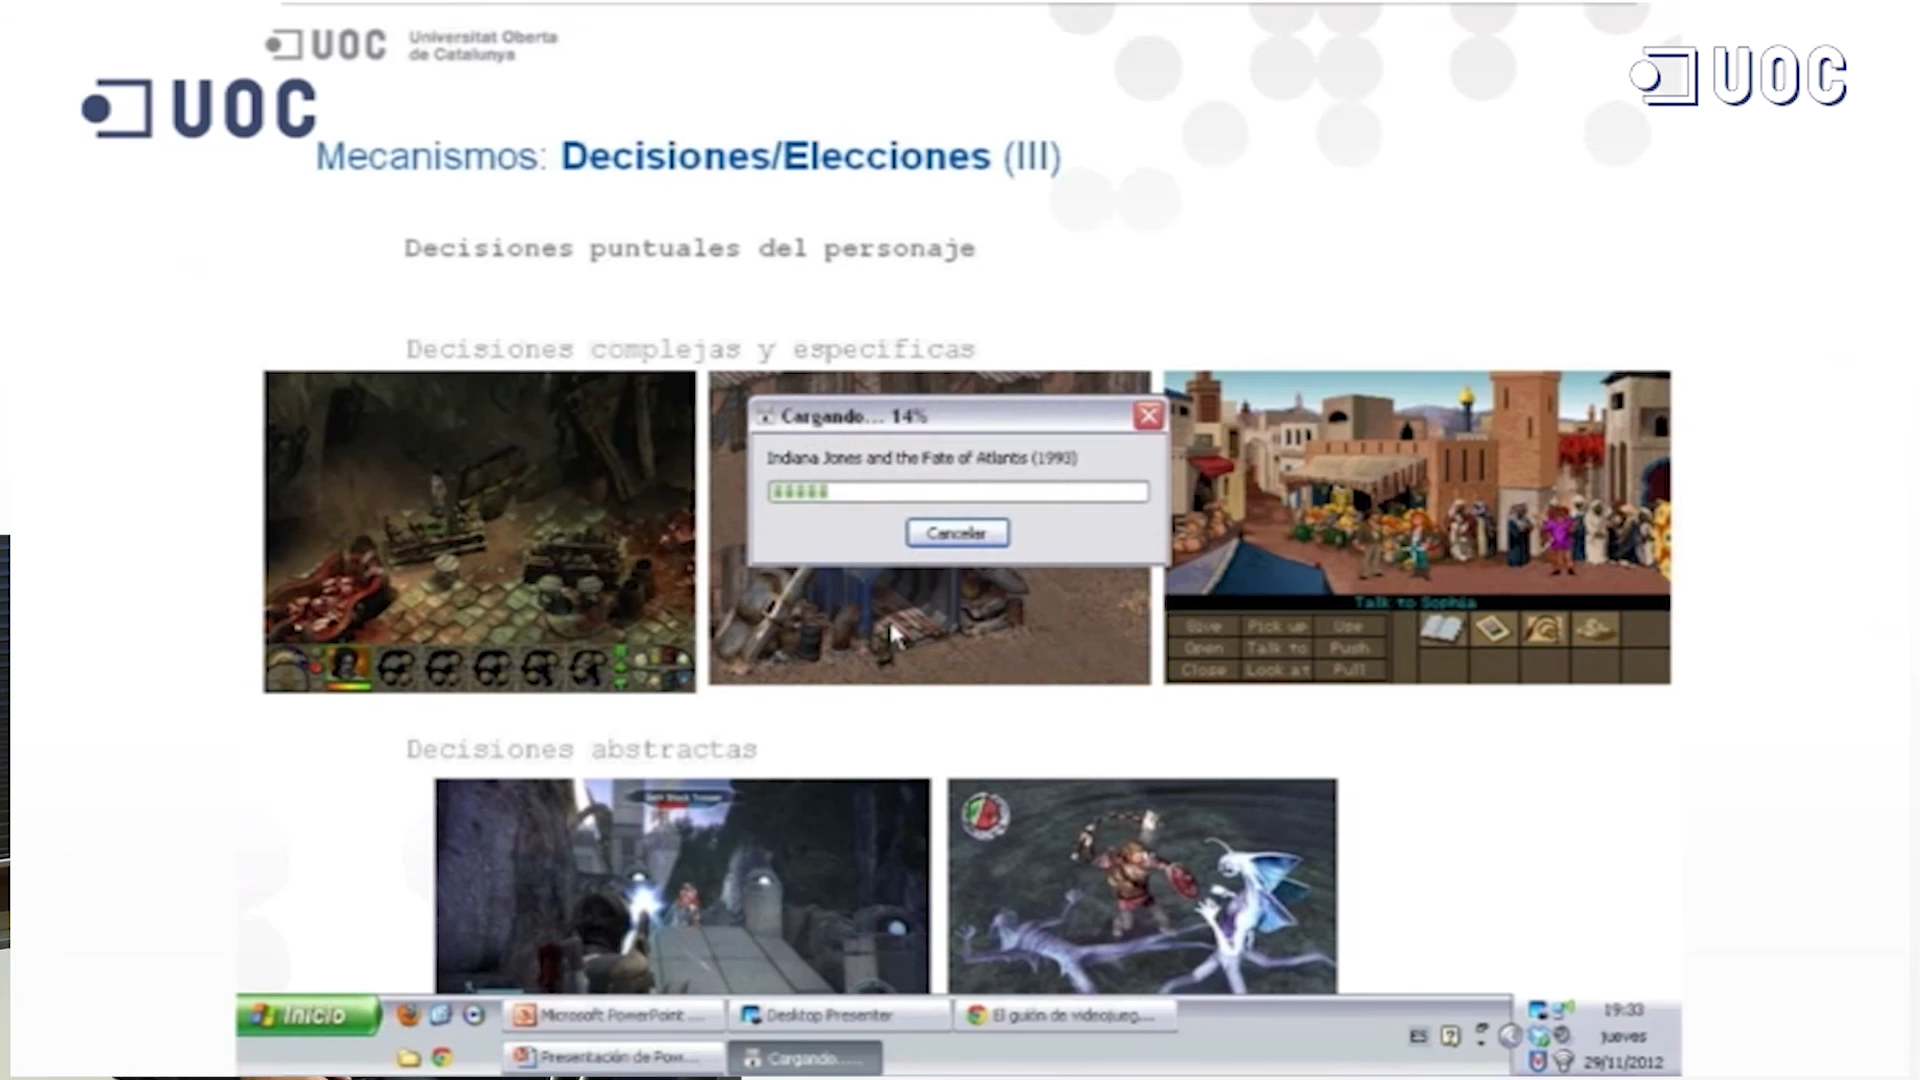 UOC Universitat Oberta
de Catalunya
UOC
UOC
Mecanismos: Decisiones/Elecciones (III)
Decisiones puntuales del personaje
Decisiones complejas y especificas
Cargando... 14%
Indiana Jones and the Fate of Atlantis (1993)
Cancelar
Talk to Sophia
Give Pick up Use
Open Talk to Push
Close Look at Pull
Decisiones abstractas
Inicio
Microsoft PowerPoint ...
Desktop Presenter
El guión de videojueg...
Presentación de Pow...
Cargando......
ES
19:33
jueves
29/11/2012